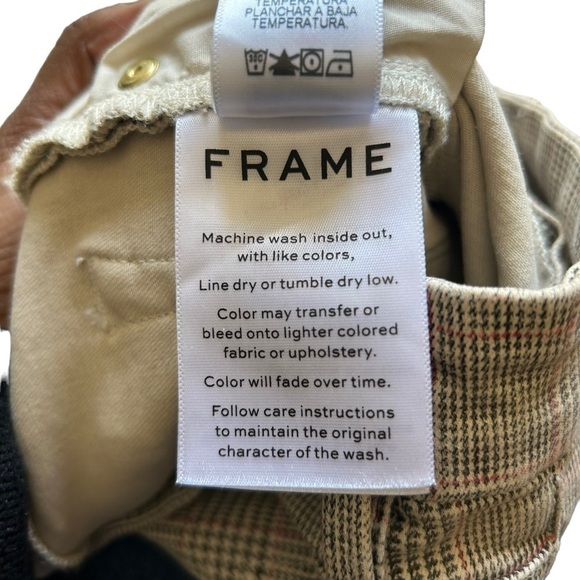 TEMPERATURA
PLANCHAR A BAJA
TEMPERATURA.
FRAME
Machine wash inside out,
with like colors,
Line dry or tumble dry low.
Color may transfer or
bleed onto lighter colored
fabric or upholstery.
Color will fade over time.
Follow care instructions
to maintain the original
character of the wash.